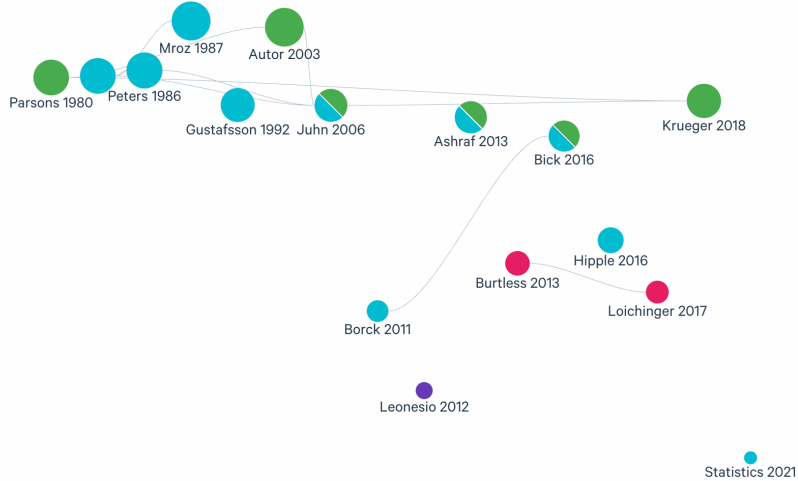 Mroz 1987
Autor 2003
Parsons 1980
Peters 1986
Gustafsson 1992
Juhn 2006
Ashraf 2013
Krueger 2018
Bick 2016
Hipple 2016
Burtless 2013
Loichinger 2017
Borck 2011
Leonesio 2012
Statistics 2021